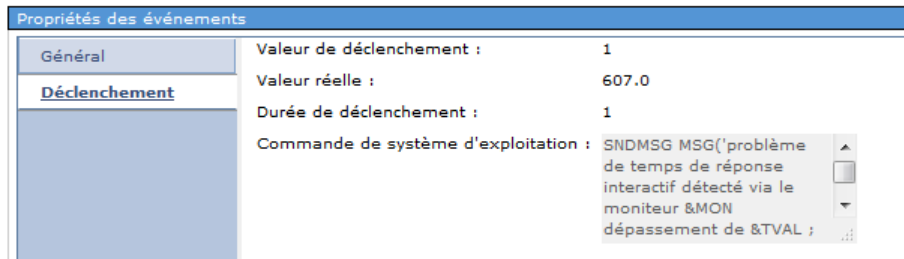 Propriétés des événements
Général
Déclenchement
Valeur de déclenchement : 1
Valeur réelle : 607.0
Durée de déclenchement : 1
Commande de système d'exploitation : SNDMSG MSG('problème
de temps de réponse
interactif détecté via le
moniteur &MON
dépassement de &TVAL ;